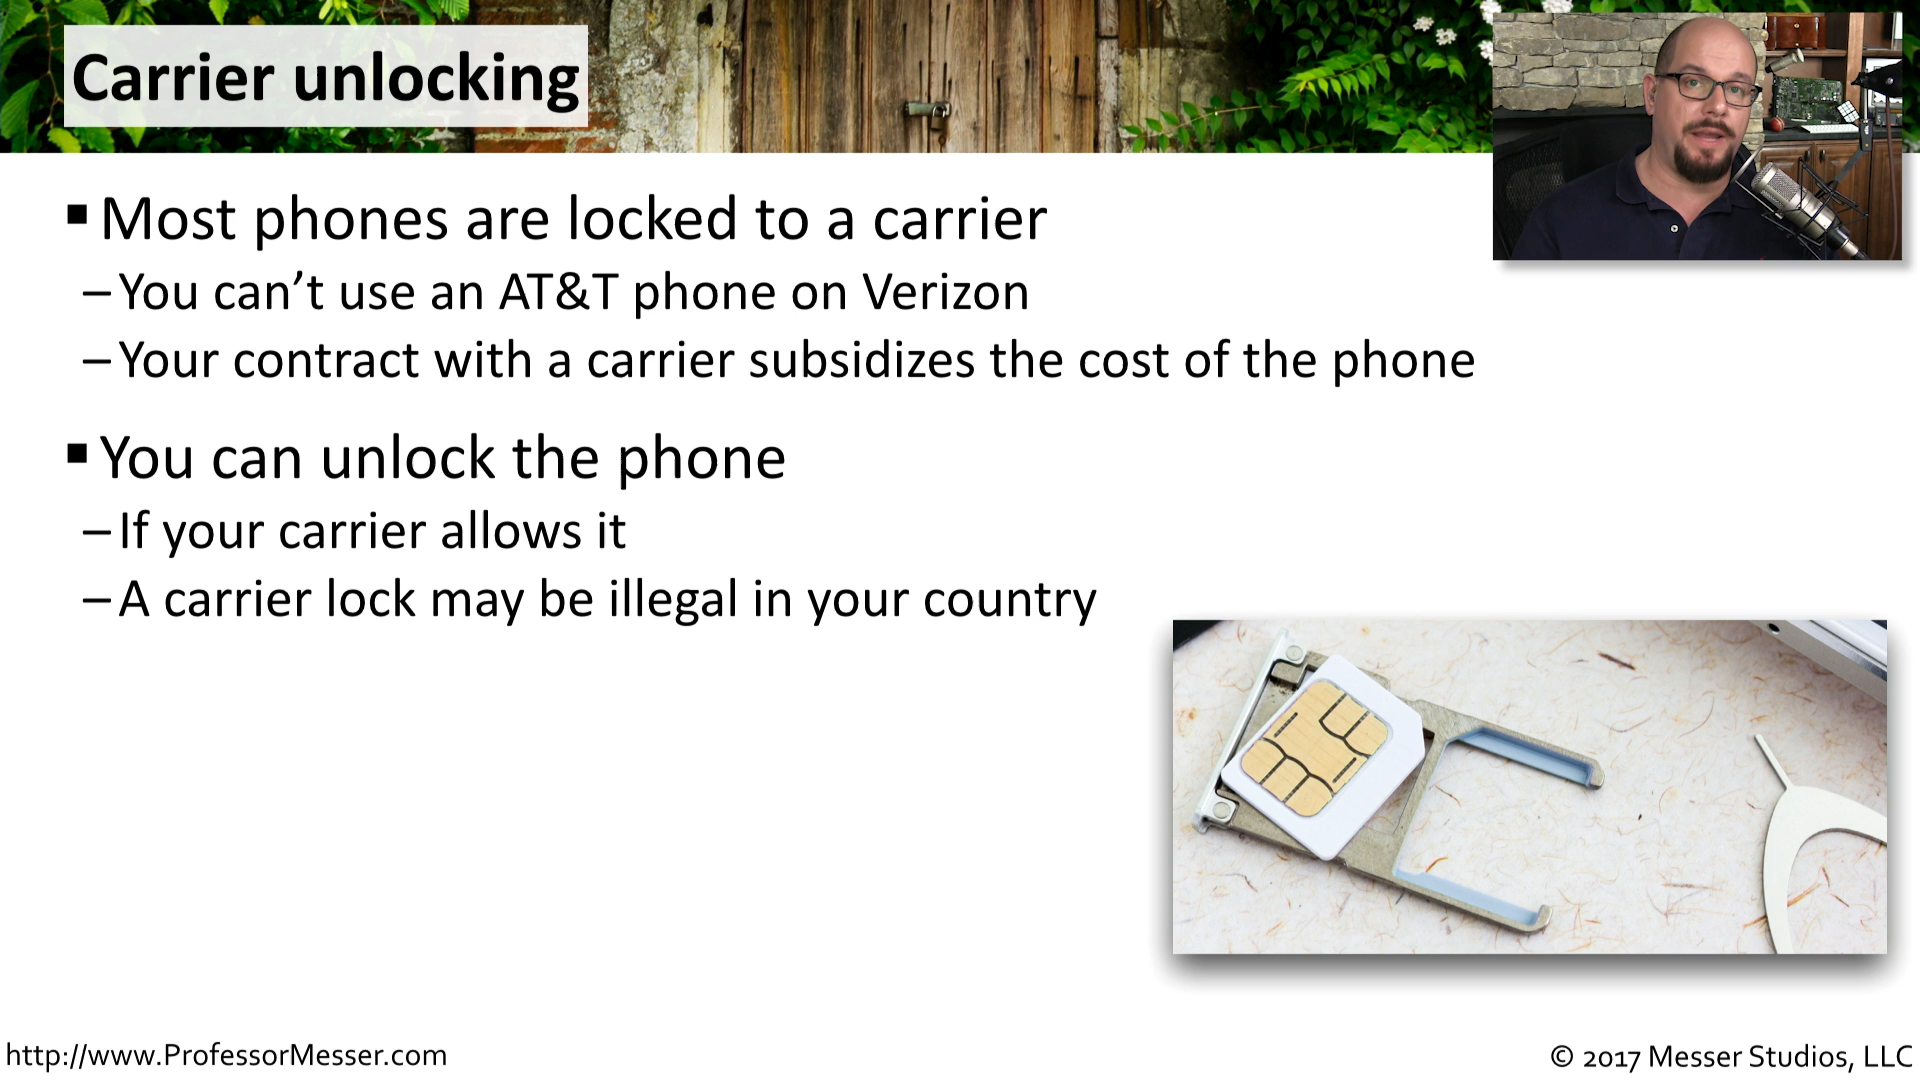 Carrier unlocking
▪ Most phones are locked to a carrier
– You can’t use an AT&T phone on Verizon
– Your contract with a carrier subsidizes the cost of the phone
▪ You can unlock the phone
– If your carrier allows it
– A carrier lock may be illegal in your country
http://www.ProfessorMesser.com
© 2017 Messer Studios, LLC